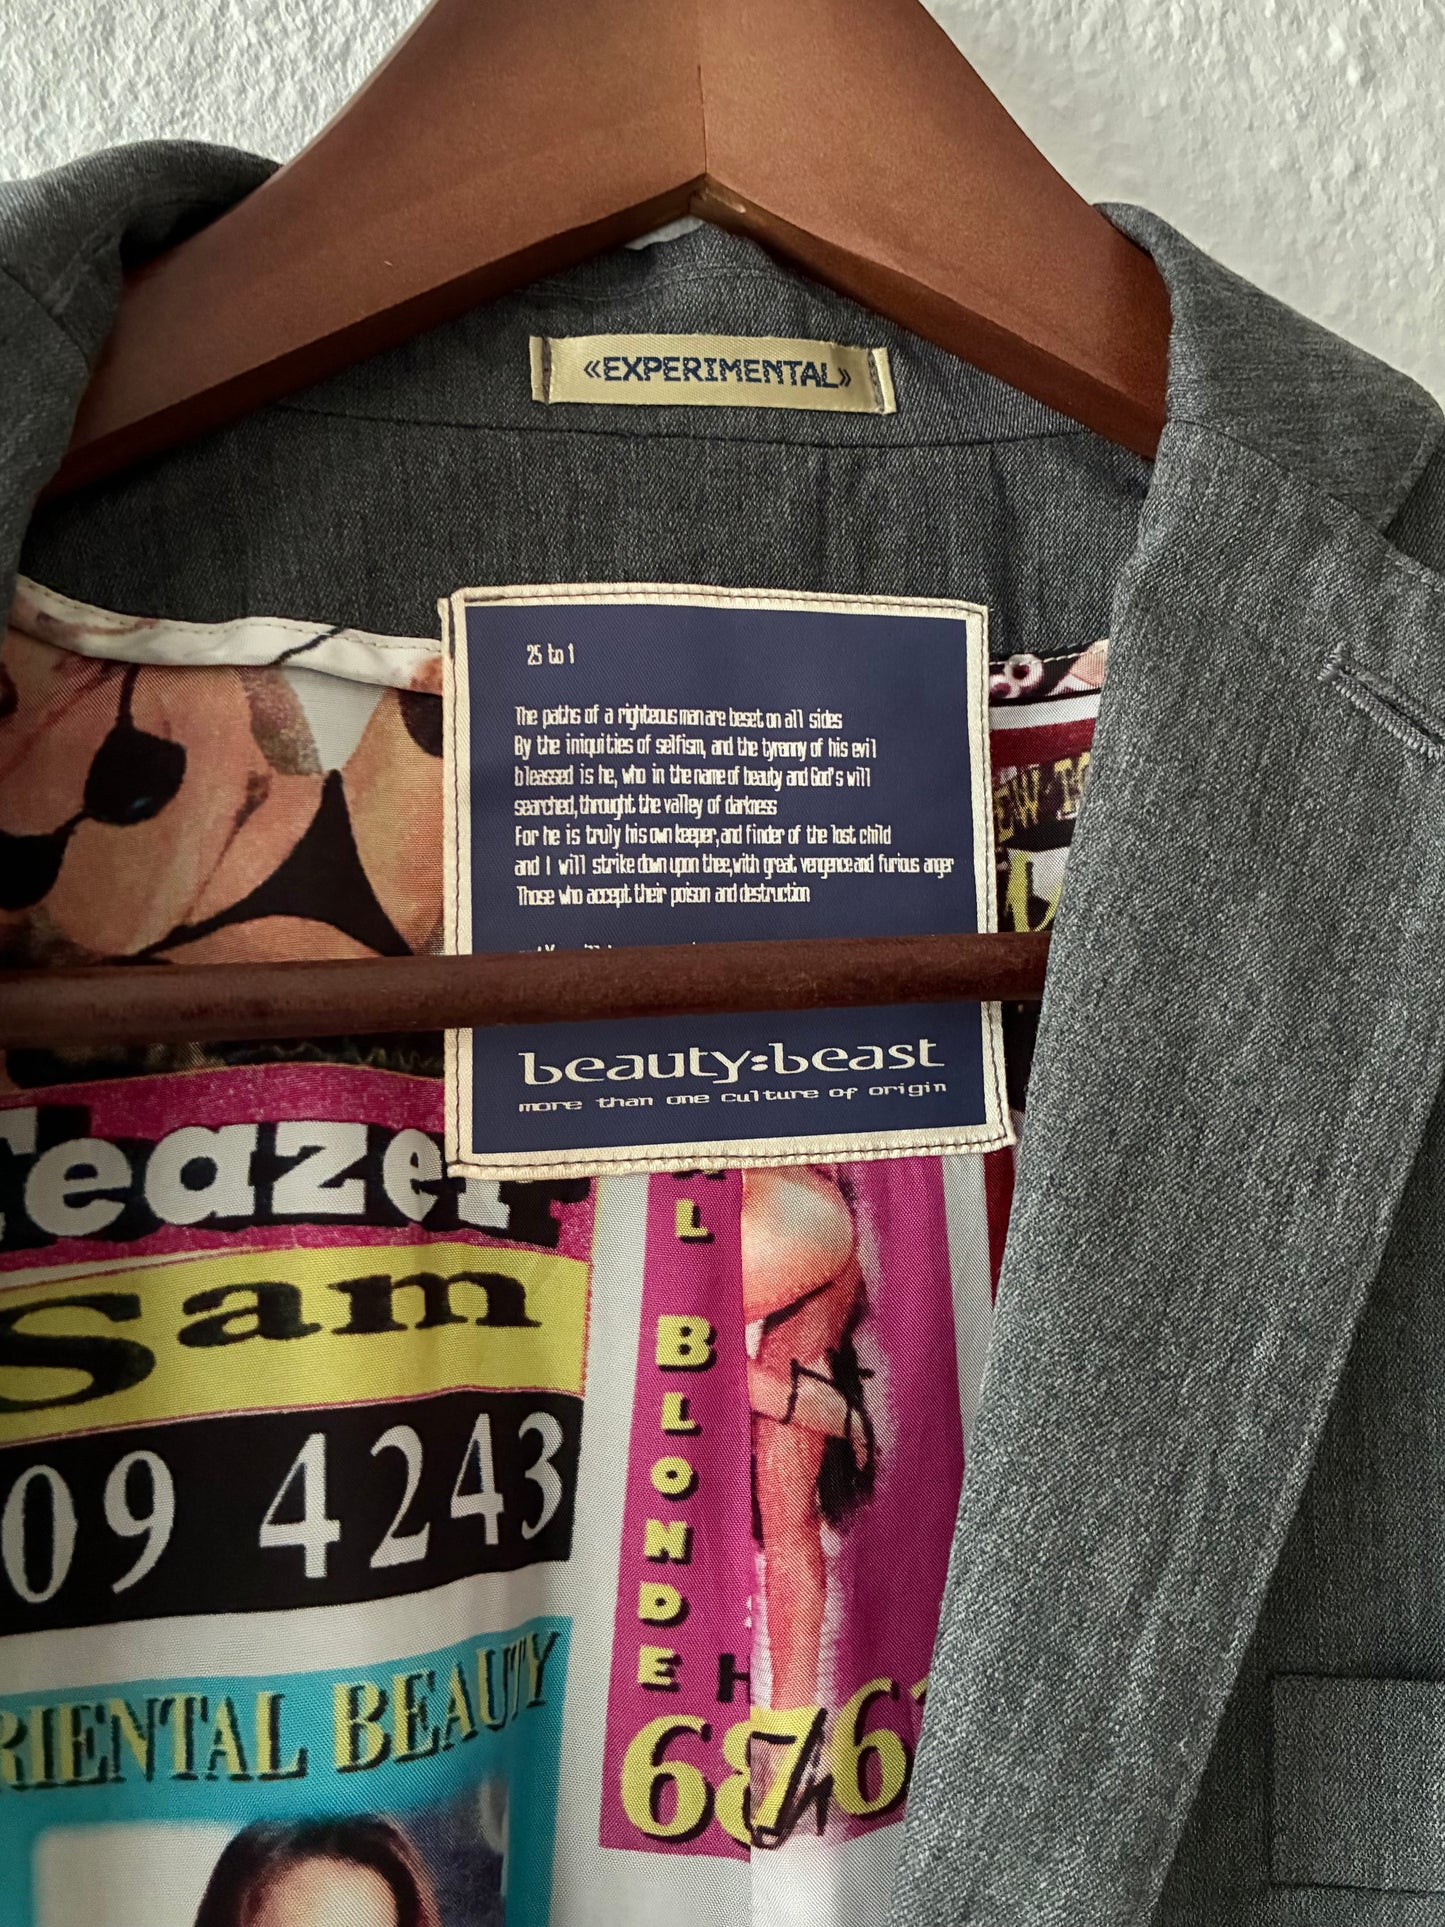 «EXPERIMENTAL»
25 to 1
The paths of a righteous man are beset on all sides
By the iniquities of selfism, and the tyranny of his evil
bleassed is he, who in the name of beauty and God's will
searched, throught the valley of darkness
For he is truly his own keeper, and finder of the lost child
and I will strike down upon thee, with great vengence and furious anger
Those who accept their poison and destruction
beauty:beast
more than one culture of origin
Teazer
Sam
09 4243
RIENTAL BEAUTY
AL BLONDE
H